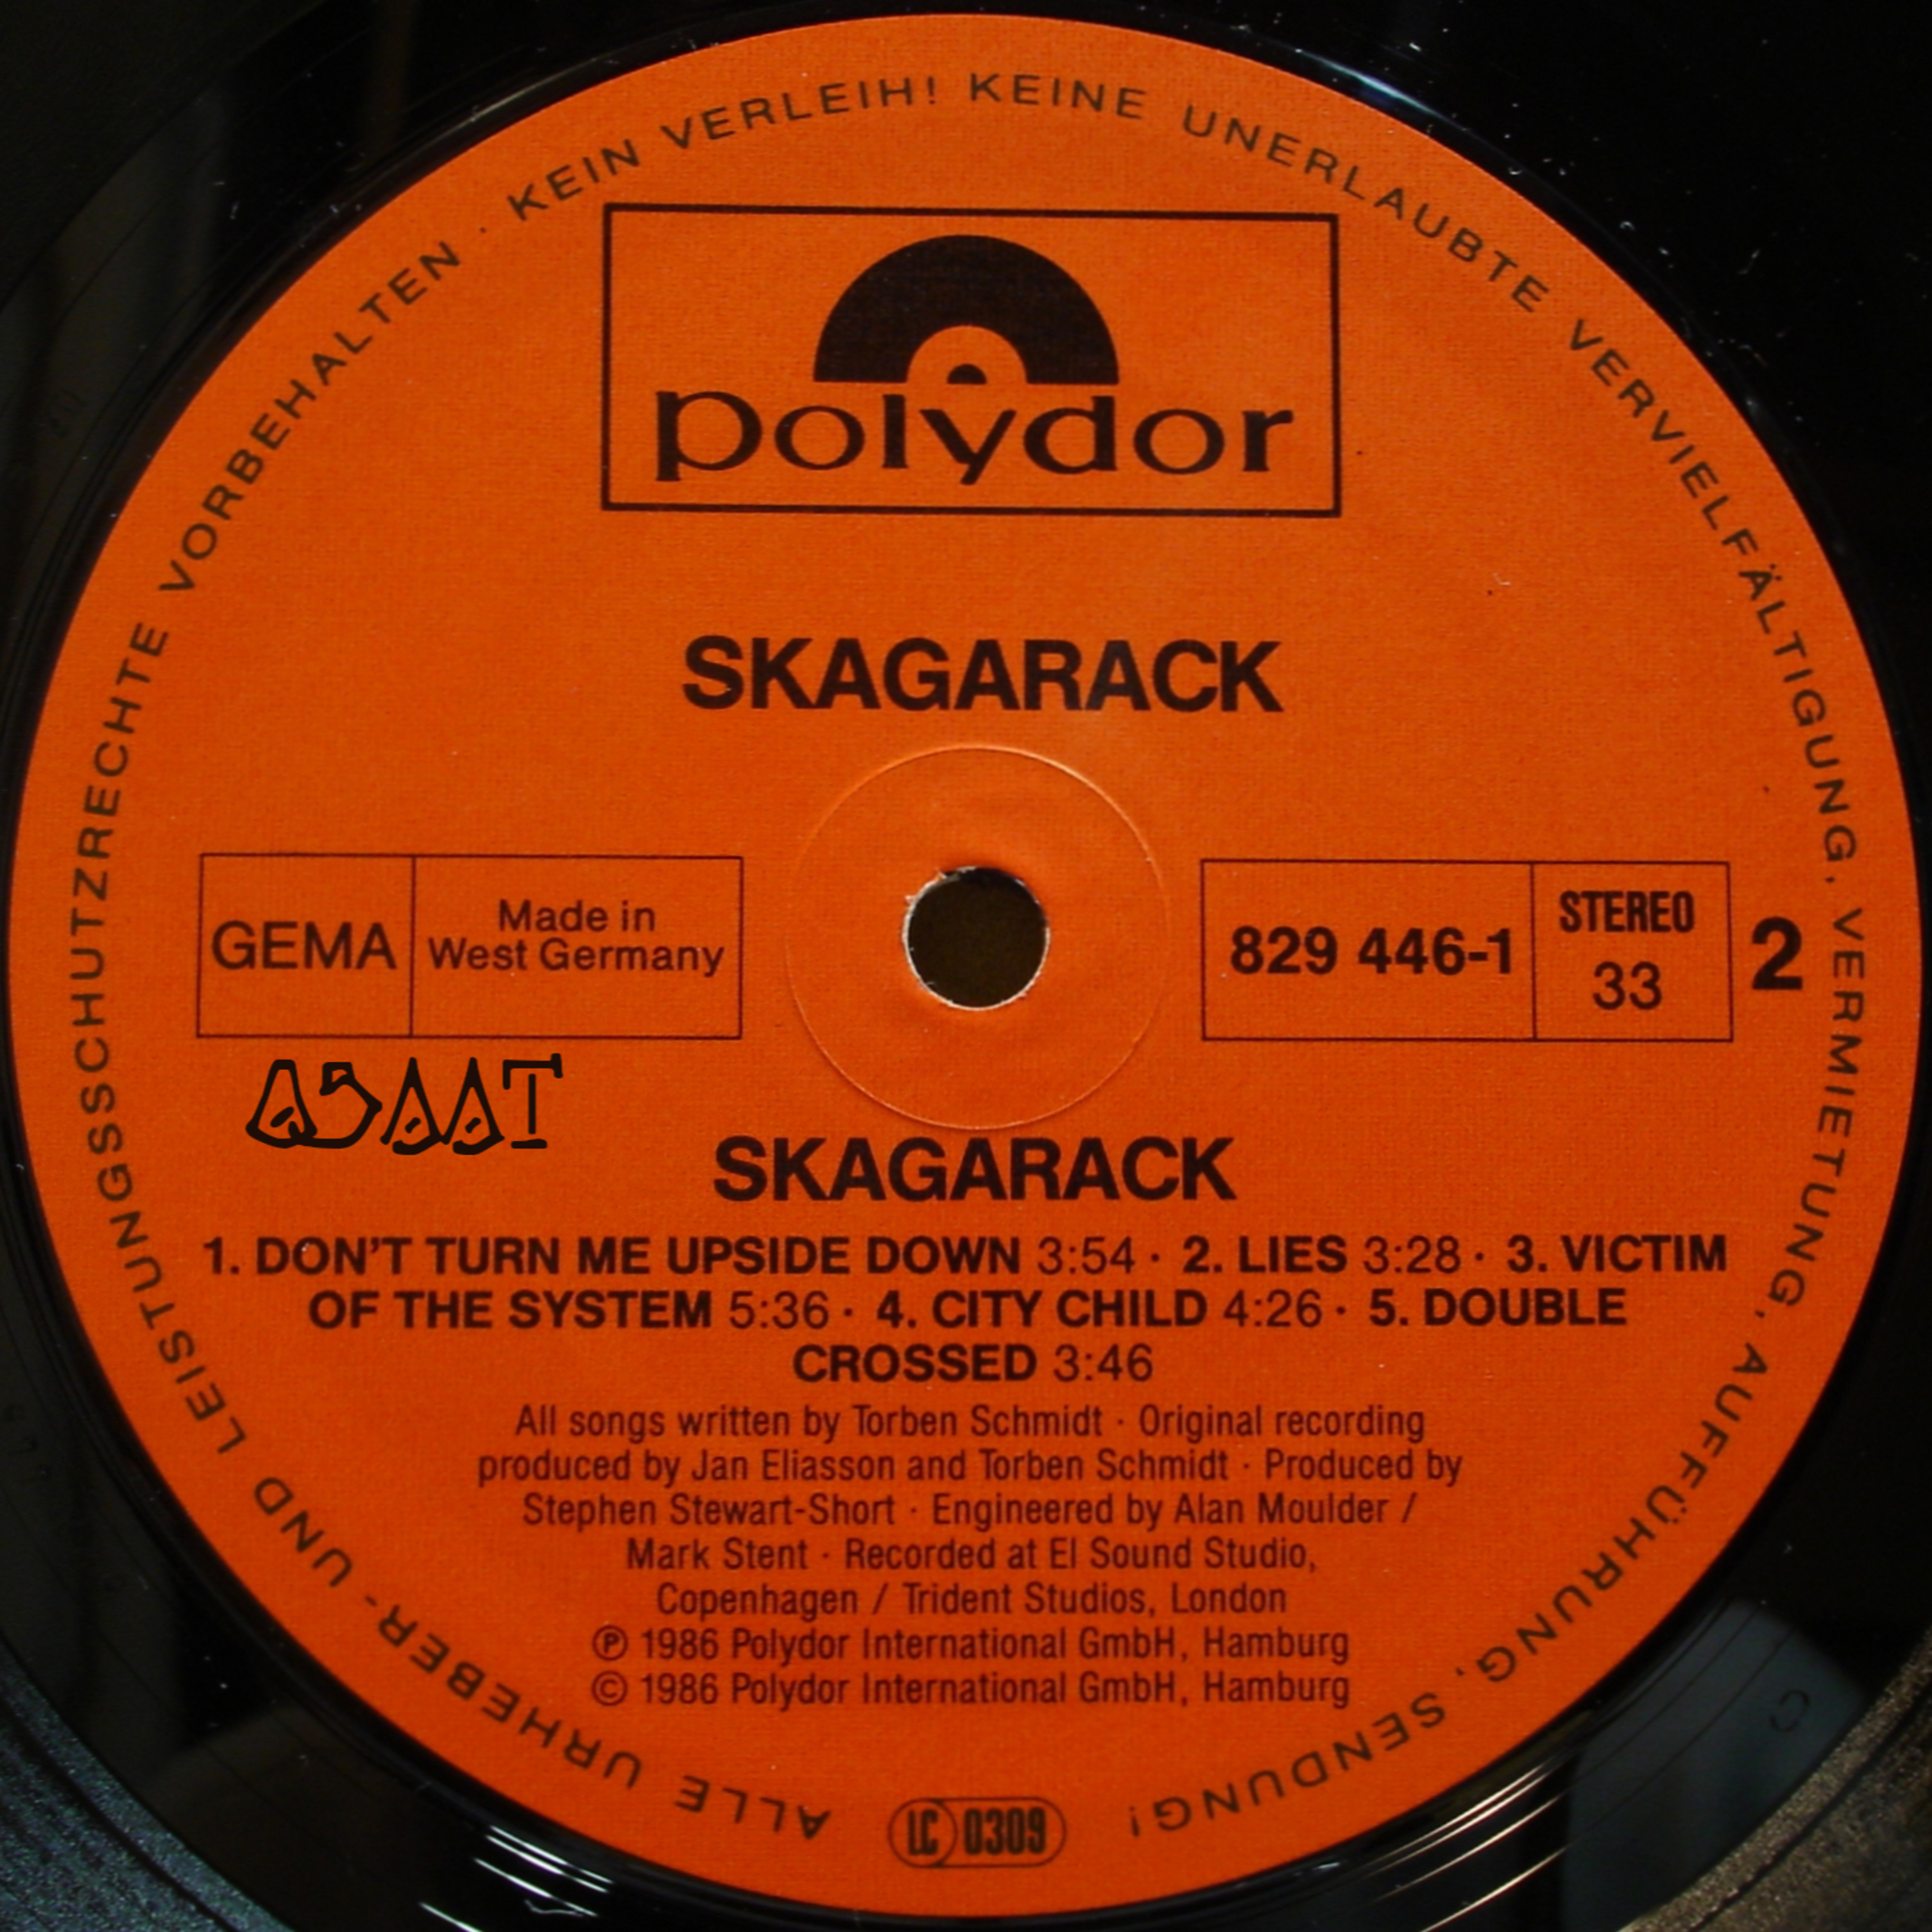 ALLE URHEBER- UND LEISTUNGSSCHUTZRECHTE VORBEHALTEN · KEIN VERLEIH! KEINE UNERLAUBTE VERVIELFÄLTIGUNG, VERMIETUNG, AUFFÜHRUNG, SENDUNG!
polydor
SKAGARACK
GEMA
Made in
West Germany
829 446-1
STEREO
33
2
SKAGARACK
1. DON'T TURN ME UPSIDE DOWN 3:54 · 2. LIES 3:28 · 3. VICTIM
OF THE SYSTEM 5:36 · 4. CITY CHILD 4:26 · 5. DOUBLE
CROSSED 3:46
All songs written by Torben Schmidt · Original recording
produced by Jan Eliasson and Torben Schmidt · Produced by
Stephen Stewart-Short · Engineered by Alan Moulder /
Mark Stent · Recorded at El Sound Studio,
Copenhagen / Trident Studios, London
℗ 1986 Polydor International GmbH, Hamburg
© 1986 Polydor International GmbH, Hamburg
LC 0309